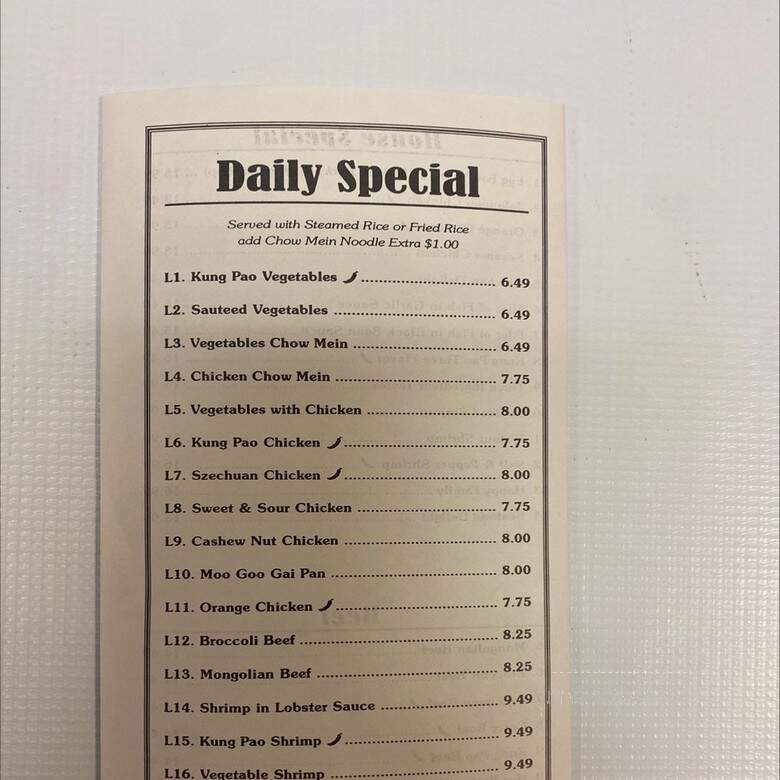 Daily Special
Served with Steamed Rice or Fried Rice
add Chow Mein Noodle Extra $1.00
L1. Kung Pao Vegetables ........................ 6.49
L2. Sauteed Vegetables ........................ 6.49
L3. Vegetables Chow Mein ........................ 6.49
L4. Chicken Chow Mein ........................ 7.75
L5. Vegetables with Chicken ........................ 8.00
L6. Kung Pao Chicken ........................ 7.75
L7. Szechuan Chicken ........................ 8.00
L8. Sweet & Sour Chicken ........................ 7.75
L9. Cashew Nut Chicken ........................ 8.00
L10. Moo Goo Gai Pan ........................ 8.00
L11. Orange Chicken ........................ 7.75
L12. Broccoli Beef ........................ 8.25
L13. Mongolian Beef ........................ 8.25
L14. Shrimp in Lobster Sauce ........................ 9.49
L15. Kung Pao Shrimp ........................ 9.49
L16. Vegetable Shrimp ........................ 9.49